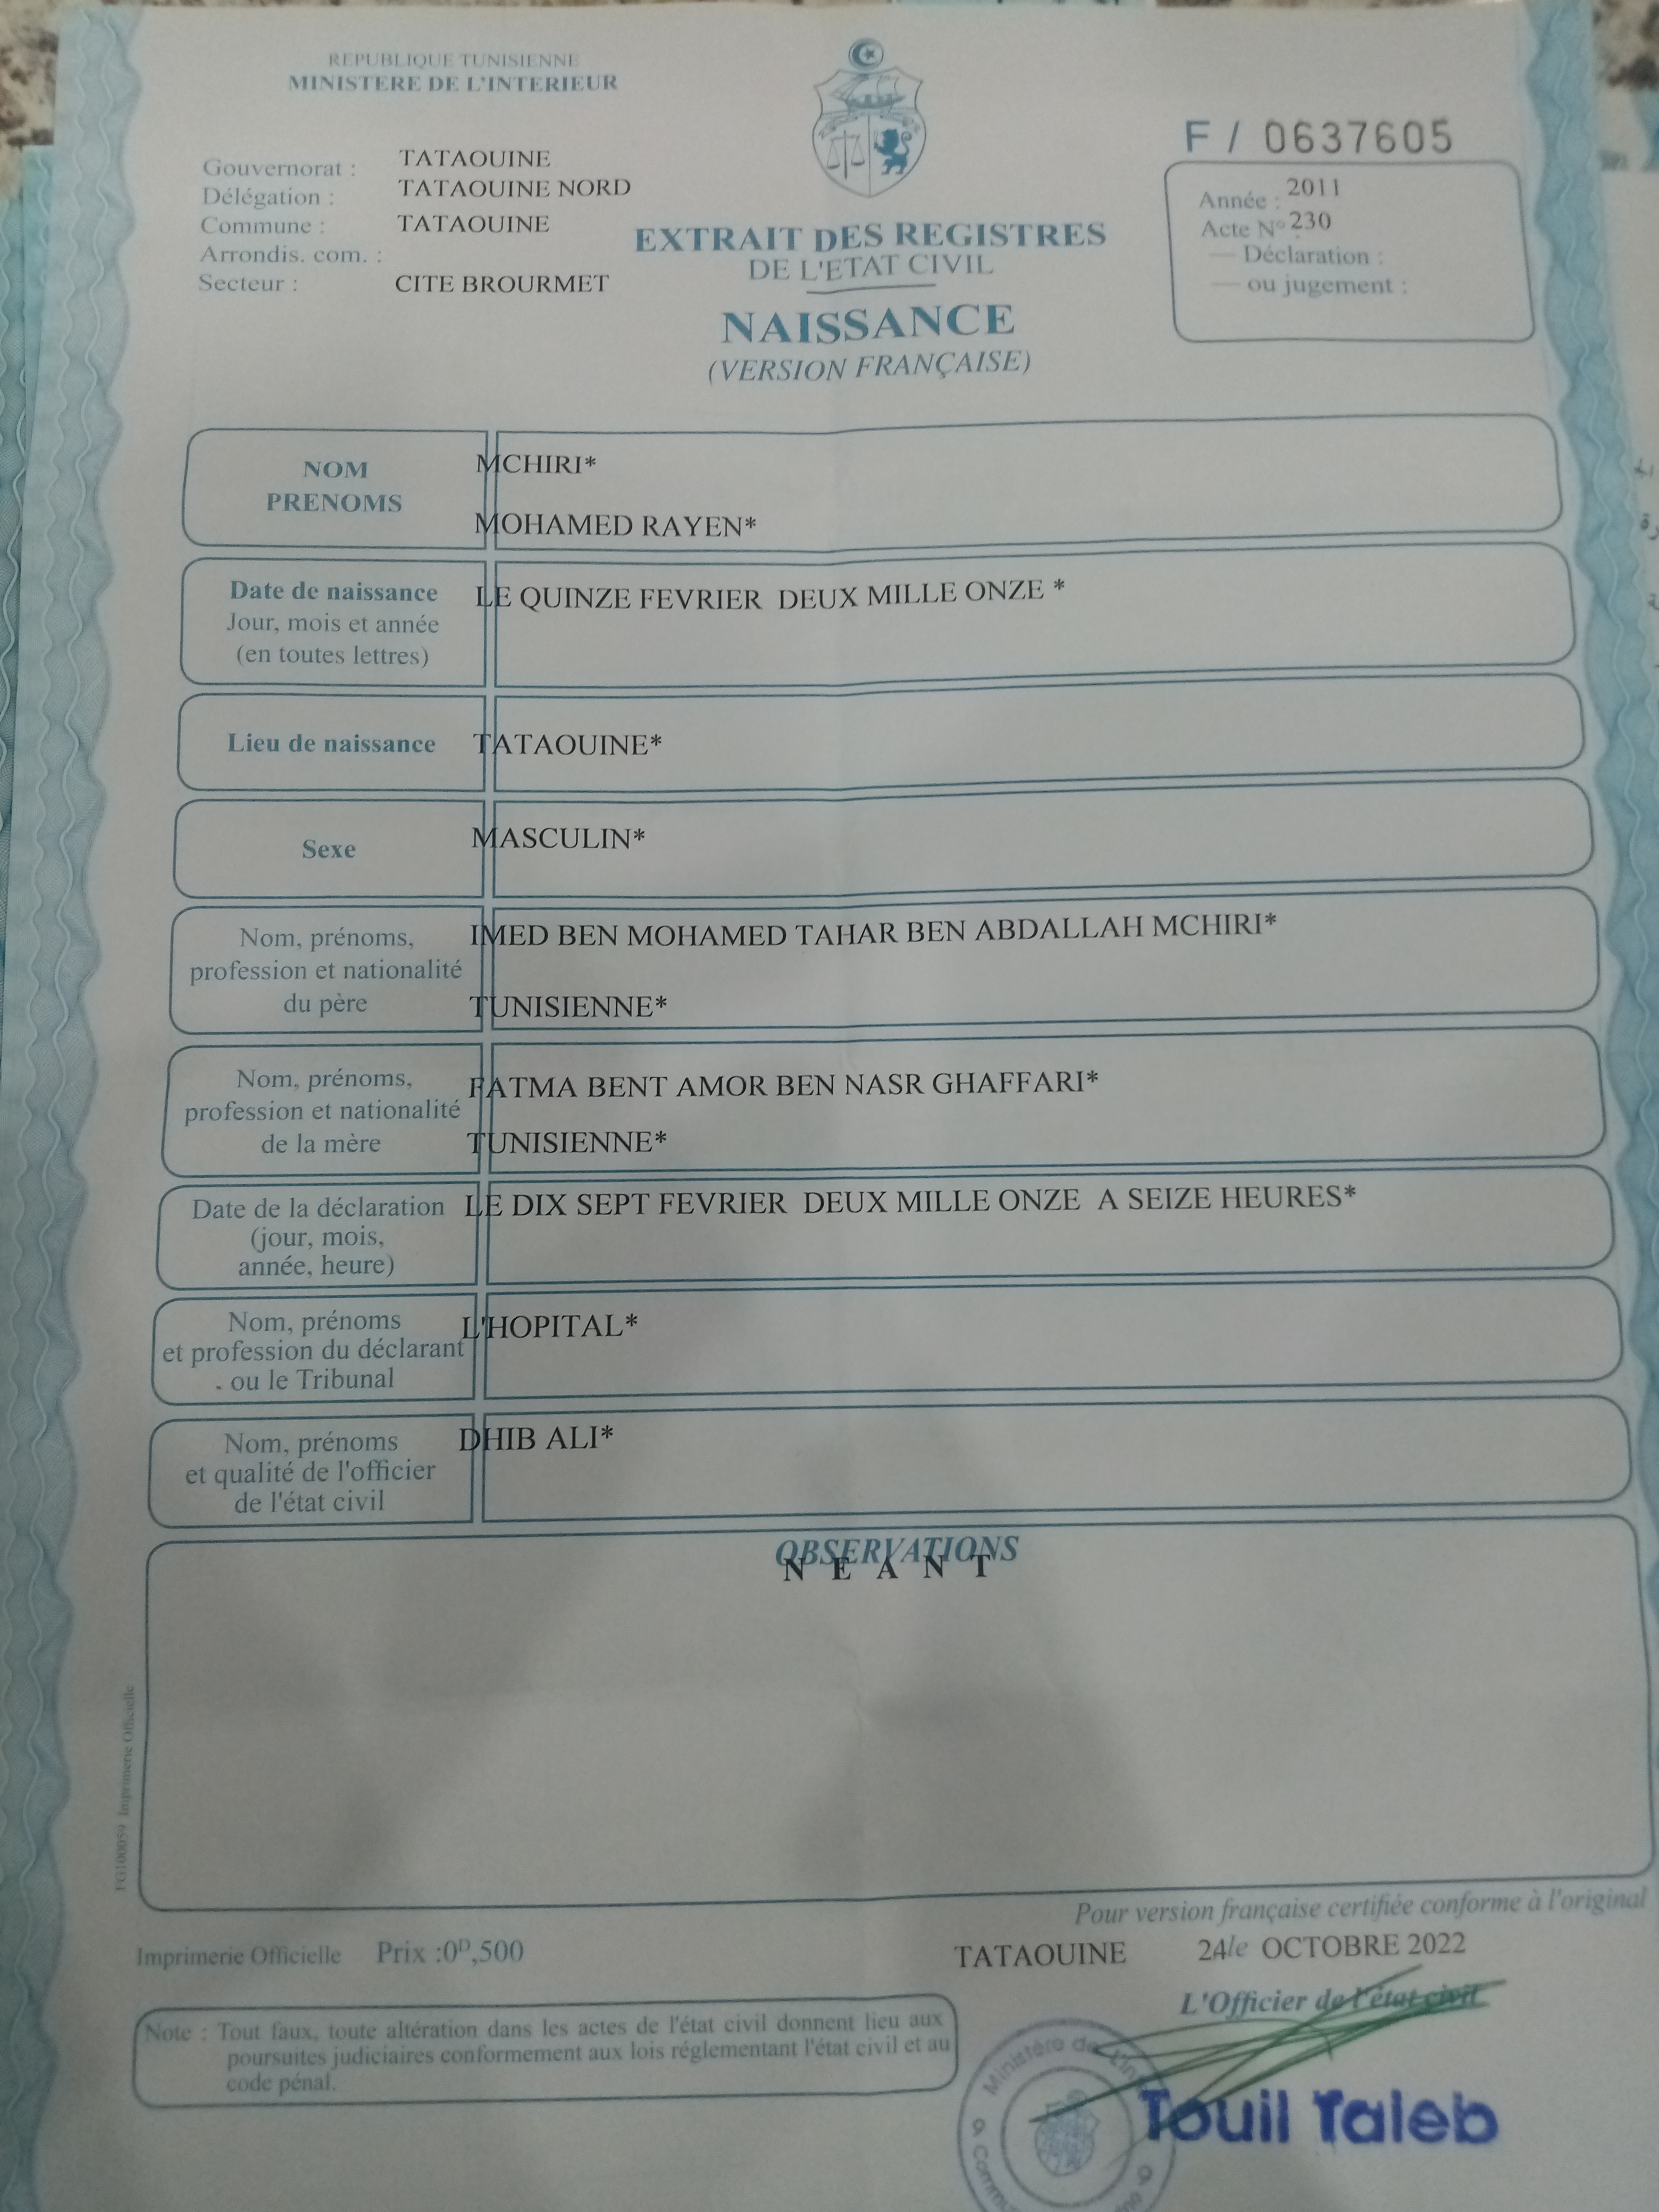 REPUBLIQUE TUNISIENNE
MINISTERE DE L'INTERIEUR
F / 0637605
Gouvernorat : TATAOUINE
Délégation : TATAOUINE NORD
Commune : TATAOUINE
Arrondis. com. :
Secteur : CITE BROURMET
EXTRAIT DES REGISTRES
DE L'ETAT CIVIL
NAISSANCE
(VERSION FRANÇAISE)
Année : 2011
Acte N° 230
— Déclaration :
— ou jugement :
NOM MCHIRI*
PRENOMS MOHAMED RAYEN*
Date de naissance LE QUINZE FEVRIER DEUX MILLE ONZE *
Jour, mois et année
(en toutes lettres)
Lieu de naissance TATAOUINE*
Sexe MASCULIN*
Nom, prénoms, IMED BEN MOHAMED TAHAR BEN ABDALLAH MCHIRI*
profession et nationalité
du père TUNISIENNE*
Nom, prénoms, FATMA BENT AMOR BEN NASR GHAFFARI*
profession et nationalité
de la mère TUNISIENNE*
Date de la déclaration LE DIX SEPT FEVRIER DEUX MILLE ONZE A SEIZE HEURES*
(jour, mois,
année, heure)
Nom, prénoms L'HOPITAL*
et profession du déclarant
. ou le Tribunal
Nom, prénoms DHIB ALI*
et qualité de l'officier
de l'état civil
OBSERVATIONS
N E A N T
FG100059 Imprimerie Officielle
Pour version française certifiée conforme à l'original
Imprimerie Officielle Prix :0D,500
TATAOUINE 24le OCTOBRE 2022
L'Officier de l'état civil
Note : Tout faux, toute altération dans les actes de l'état civil donnent lieu aux
poursuites judiciaires conformement aux lois réglementant l'état civil et au
code pénal.
Ministère de L'Int
Touil Taleb